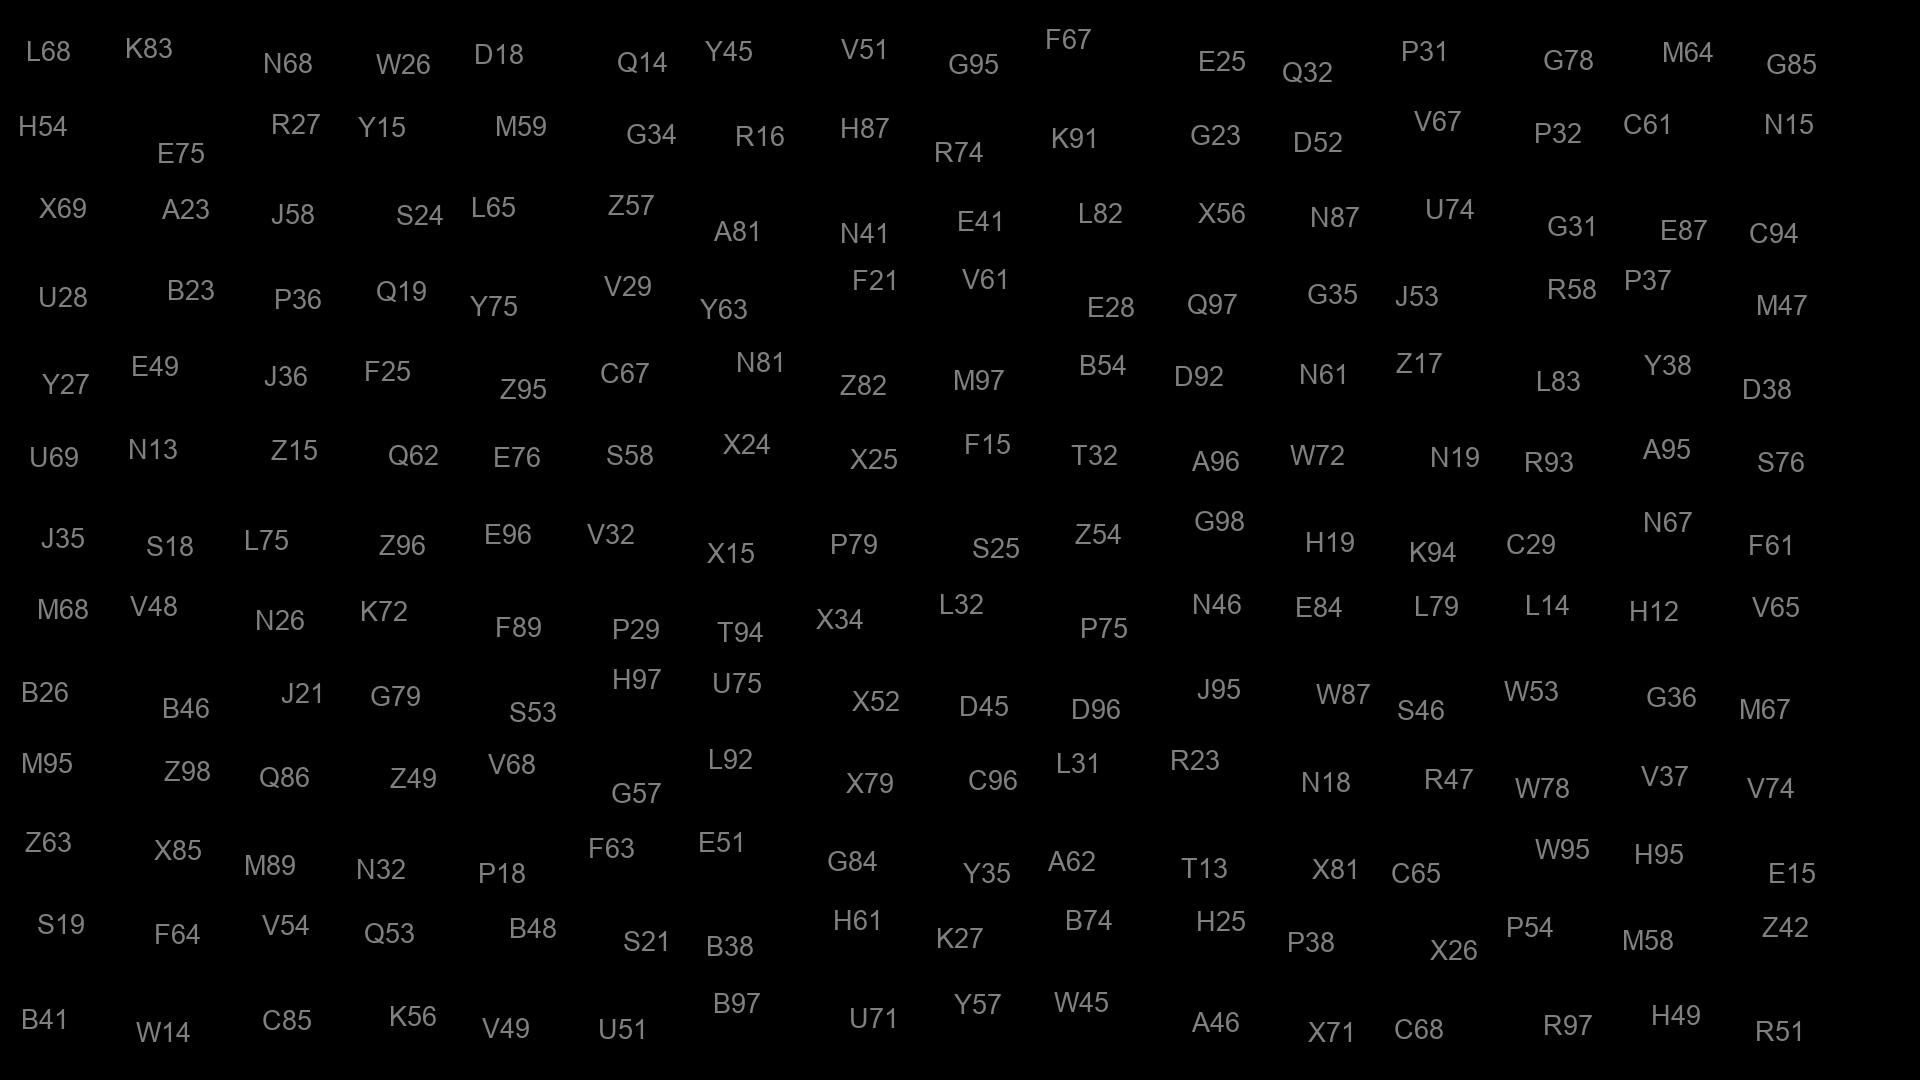 L68 K83 N68 W26 D18 Q14 Y45 V51 G95 F67 E25 Q32 P31 G78 M64 G85
H54 E75 R27 Y15 M59 G34 R16 H87 R74 K91 G23 D52 V67 P32 C61 N15
X69 A23 J58 S24 L65 Z57 A81 N41 E41 L82 X56 N87 U74 G31 E87 C94
U28 B23 P36 Q19 Y75 V29 Y63 F21 V61 E28 Q97 G35 J53 R58 P37 M47
Y27 E49 J36 F25 Z95 C67 N81 Z82 M97 B54 D92 N61 Z17 L83 Y38 D38
U69 N13 Z15 Q62 E76 S58 X24 X25 F15 T32 A96 W72 N19 R93 A95 S76
J35 S18 L75 Z96 E96 V32 X15 P79 S25 Z54 G98 H19 K94 C29 N67 F61
M68 V48 N26 K72 F89 P29 T94 X34 L32 P75 N46 E84 L79 L14 H12 V65
B26 B46 J21 G79 S53 H97 U75 X52 D45 D96 J95 W87 S46 W53 G36 M67
M95 Z98 Q86 Z49 V68 G57 L92 X79 C96 L31 R23 N18 R47 W78 V37 V74
Z63 X85 M89 N32 P18 F63 E51 G84 Y35 A62 T13 X81 C65 W95 H95 E15
S19 F64 V54 Q53 B48 S21 B38 H61 K27 B74 H25 P38 X26 P54 M58 Z42
B41 W14 C85 K56 V49 U51 B97 U71 Y57 W45 A46 X71 C68 R97 H49 R51